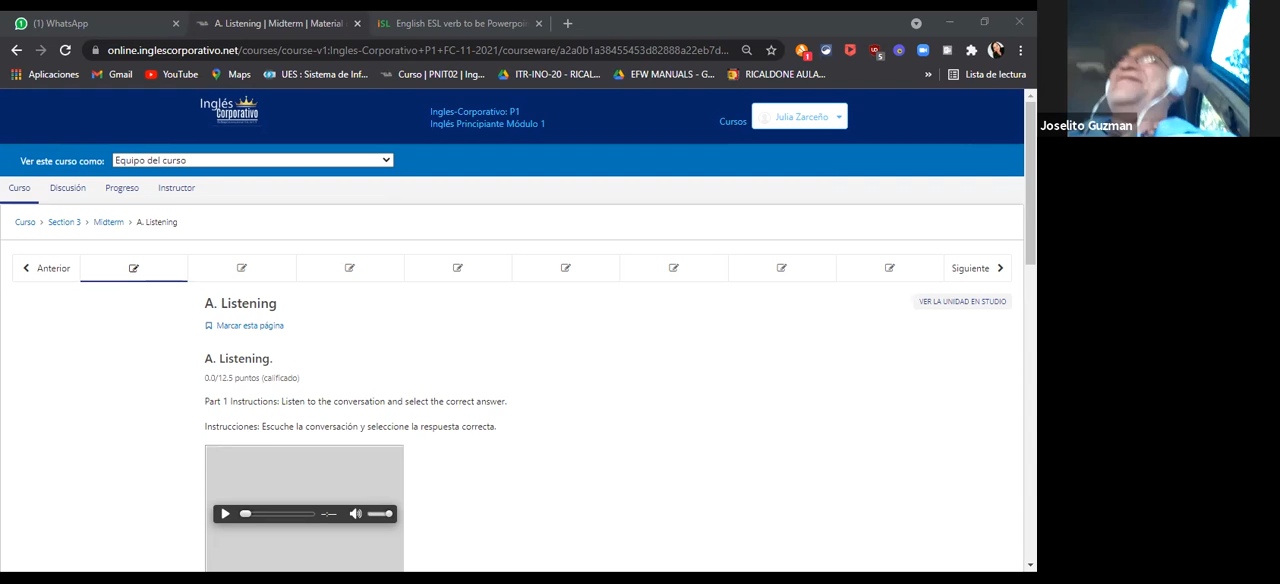 (1) WhatsApp
A. Listening | Midterm | Material
iSL English ESL verb to be Powerpoi
online.inglescorporativo.net/courses/course-v1:Ingles-Corporativo+P1+FC-11-2021/courseware/a2a0b1a38455453d82888a22eb7d...
Aplicaciones Gmail YouTube Maps UES : Sistema de Inf... Curso | PNIT02 | Ing... ITR-INO-20 - RICAL... EFW MANUALS - G... RICALDONE AULA... » Lista de lectura
Inglés
Corporativo
Ingles-Corporativo: P1
Inglés Principiante Módulo 1
Cursos Julia Zarceño
Joselito Guzman
Ver este curso como: Equipo del curso
Curso Discusión Progreso Instructor
Curso > Section 3 > Midterm > A. Listening
Anterior
Siguiente
A. Listening
VER LA UNIDAD EN STUDIO
Marcar esta página
A. Listening.
0.0/12.5 puntos (calificado)
Part 1 Instructions: Listen to the conversation and select the correct answer.
Instrucciones: Escuche la conversación y seleccione la respuesta correcta.
-:--